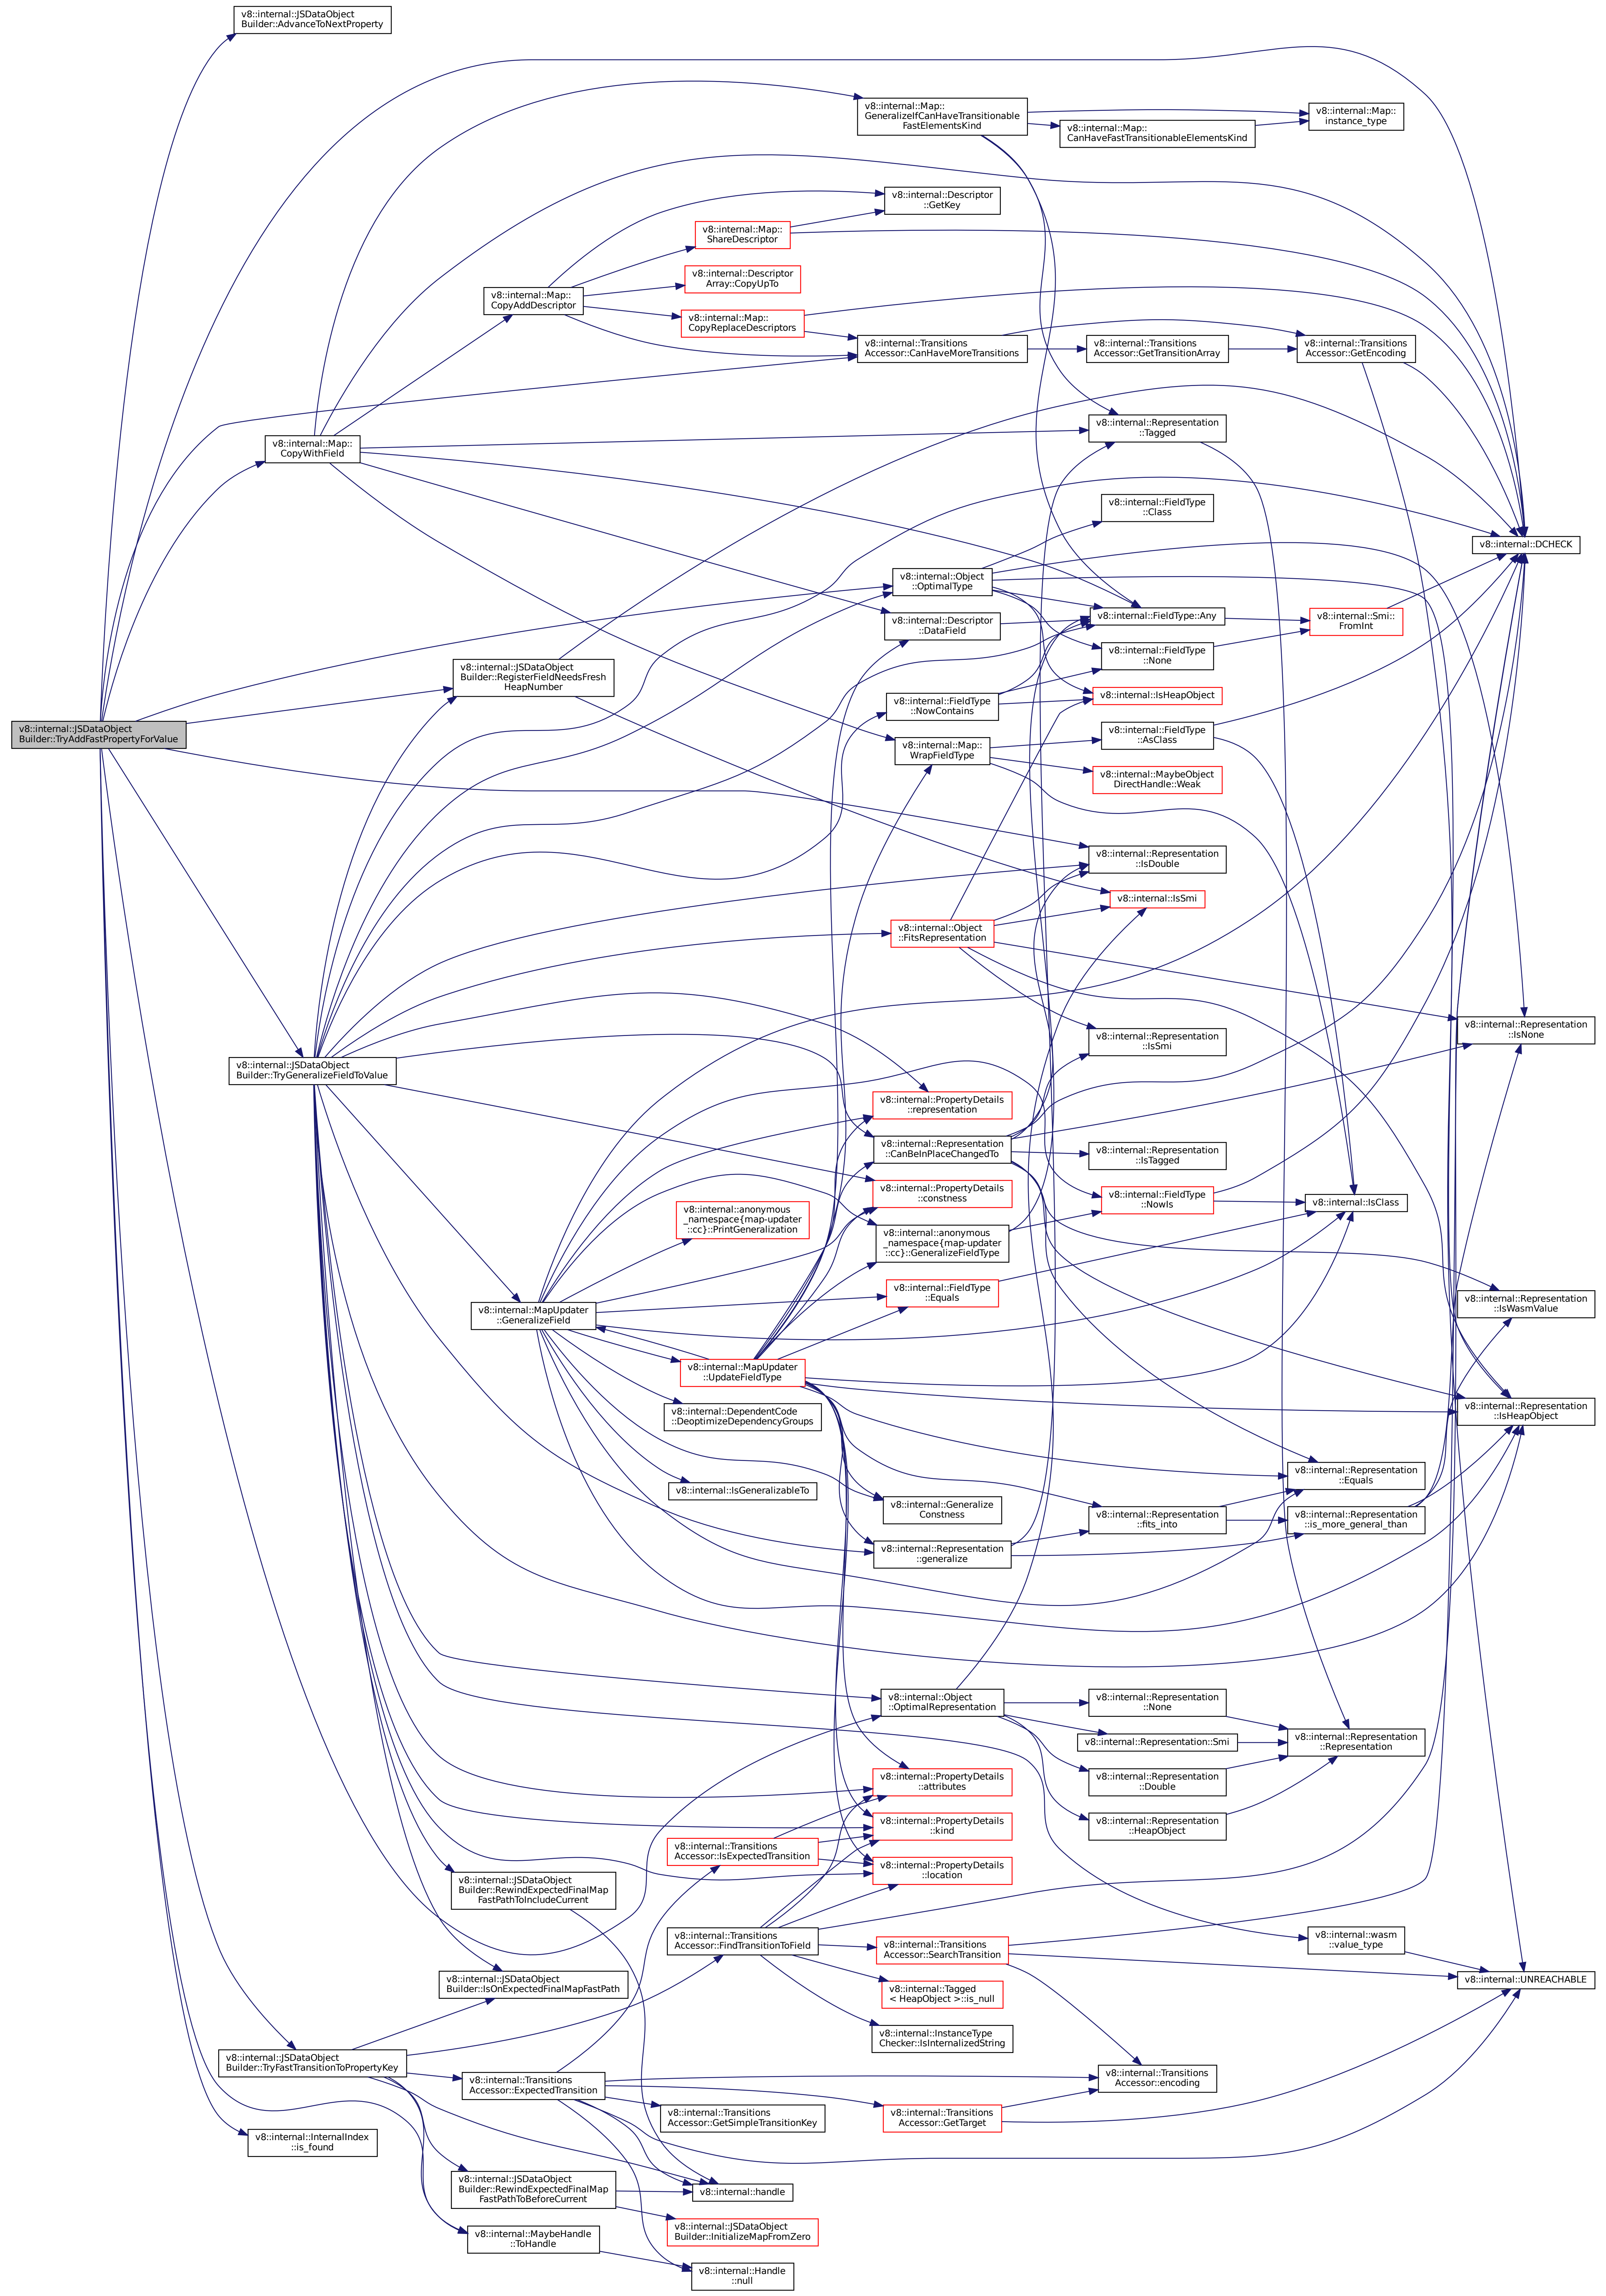 v8::internal::JSDataObject
Builder::AdvanceToNextProperty
v8::internal::Map::
GeneralizeIfCanHaveTransitionable
FastElementsKind
v8::internal::Map::
instance_type
v8::internal::Map::
CanHaveFastTransitionableElementsKind
v8::internal::Descriptor
::GetKey
v8::internal::Map::
ShareDescriptor
v8::internal::Descriptor
Array::CopyUpTo
v8::internal::Map::
CopyAddDescriptor
v8::internal::Map::
CopyReplaceDescriptors
v8::internal::Transitions
Accessor::CanHaveMoreTransitions
v8::internal::Transitions
Accessor::GetTransitionArray
v8::internal::Transitions
Accessor::GetEncoding
v8::internal::Map::
CopyWithField
v8::internal::Representation
::Tagged
v8::internal::FieldType
::Class
v8::internal::DCHECK
v8::internal::Object
::OptimalType
v8::internal::Descriptor
::DataField
v8::internal::FieldType::Any
v8::internal::Smi::
FromInt
v8::internal::FieldType
::None
v8::internal::JSDataObject
Builder::RegisterFieldNeedsFresh
HeapNumber
v8::internal::FieldType
::NowContains
v8::internal::IsHeapObject
v8::internal::JSDataObject
Builder::TryAddFastPropertyForValue
v8::internal::Map::
WrapFieldType
v8::internal::FieldType
::AsClass
v8::internal::MaybeObject
DirectHandle::Weak
v8::internal::Representation
::IsDouble
v8::internal::IsSmi
v8::internal::Object
::FitsRepresentation
v8::internal::Representation
::IsNone
v8::internal::Representation
::IsSmi
v8::internal::JSDataObject
Builder::TryGeneralizeFieldToValue
v8::internal::PropertyDetails
::representation
v8::internal::Representation
::CanBeInPlaceChangedTo
v8::internal::Representation
::IsTagged
v8::internal::PropertyDetails
::constness
v8::internal::FieldType
::NowIs
v8::internal::IsClass
v8::internal::anonymous
_namespace{map-updater
.cc}::PrintGeneralization
v8::internal::anonymous
_namespace{map-updater
.cc}::GeneralizeFieldType
v8::internal::FieldType
::Equals
v8::internal::Representation
::IsWasmValue
v8::internal::MapUpdater
::GeneralizeField
v8::internal::MapUpdater
::UpdateFieldType
v8::internal::DependentCode
::DeoptimizeDependencyGroups
v8::internal::Representation
::IsHeapObject
v8::internal::Representation
::Equals
v8::internal::IsGeneralizableTo
v8::internal::Generalize
Constness
v8::internal::Representation
::fits_into
v8::internal::Representation
::is_more_general_than
v8::internal::Representation
::generalize
v8::internal::Object
::OptimalRepresentation
v8::internal::Representation
::None
v8::internal::Representation::Smi
v8::internal::Representation
::Representation
v8::internal::Representation
::Double
v8::internal::PropertyDetails
::attributes
v8::internal::Representation
::HeapObject
v8::internal::PropertyDetails
::kind
v8::internal::Transitions
Accessor::IsExpectedTransition
v8::internal::PropertyDetails
::location
v8::internal::JSDataObject
Builder::RewindExpectedFinalMap
FastPathToIncludeCurrent
v8::internal::Transitions
Accessor::FindTransitionToField
v8::internal::Transitions
Accessor::SearchTransition
v8::internal::wasm
::value_type
v8::internal::JSDataObject
Builder::IsOnExpectedFinalMapFastPath
v8::internal::Tagged
< HeapObject >::is_null
v8::internal::UNREACHABLE
v8::internal::InstanceType
Checker::IsInternalizedString
v8::internal::JSDataObject
Builder::TryFastTransitionToPropertyKey
v8::internal::Transitions
Accessor::ExpectedTransition
v8::internal::Transitions
Accessor::encoding
v8::internal::Transitions
Accessor::GetSimpleTransitionKey
v8::internal::Transitions
Accessor::GetTarget
v8::internal::InternalIndex
::is_found
v8::internal::JSDataObject
Builder::RewindExpectedFinalMap
FastPathToBeforeCurrent
v8::internal::handle
v8::internal::JSDataObject
Builder::InitializeMapFromZero
v8::internal::MaybeHandle
::ToHandle
v8::internal::Handle
::null